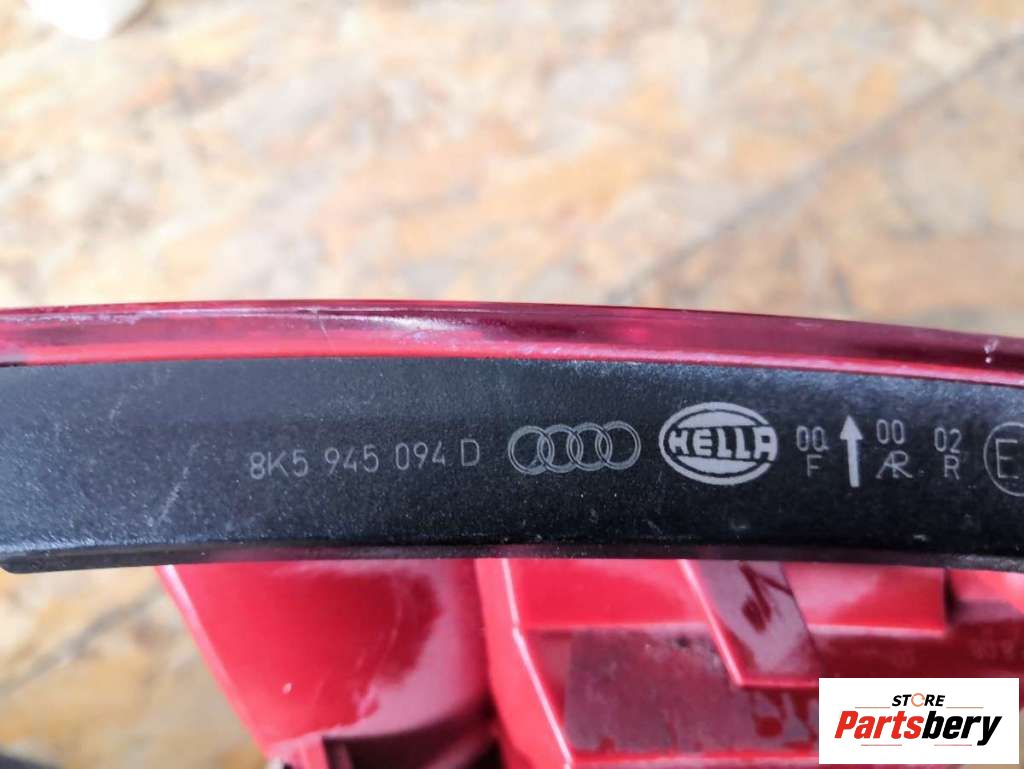 8K5 945 094 D HELLA 00 00 02 E
F AR R
STORE
Partsbery